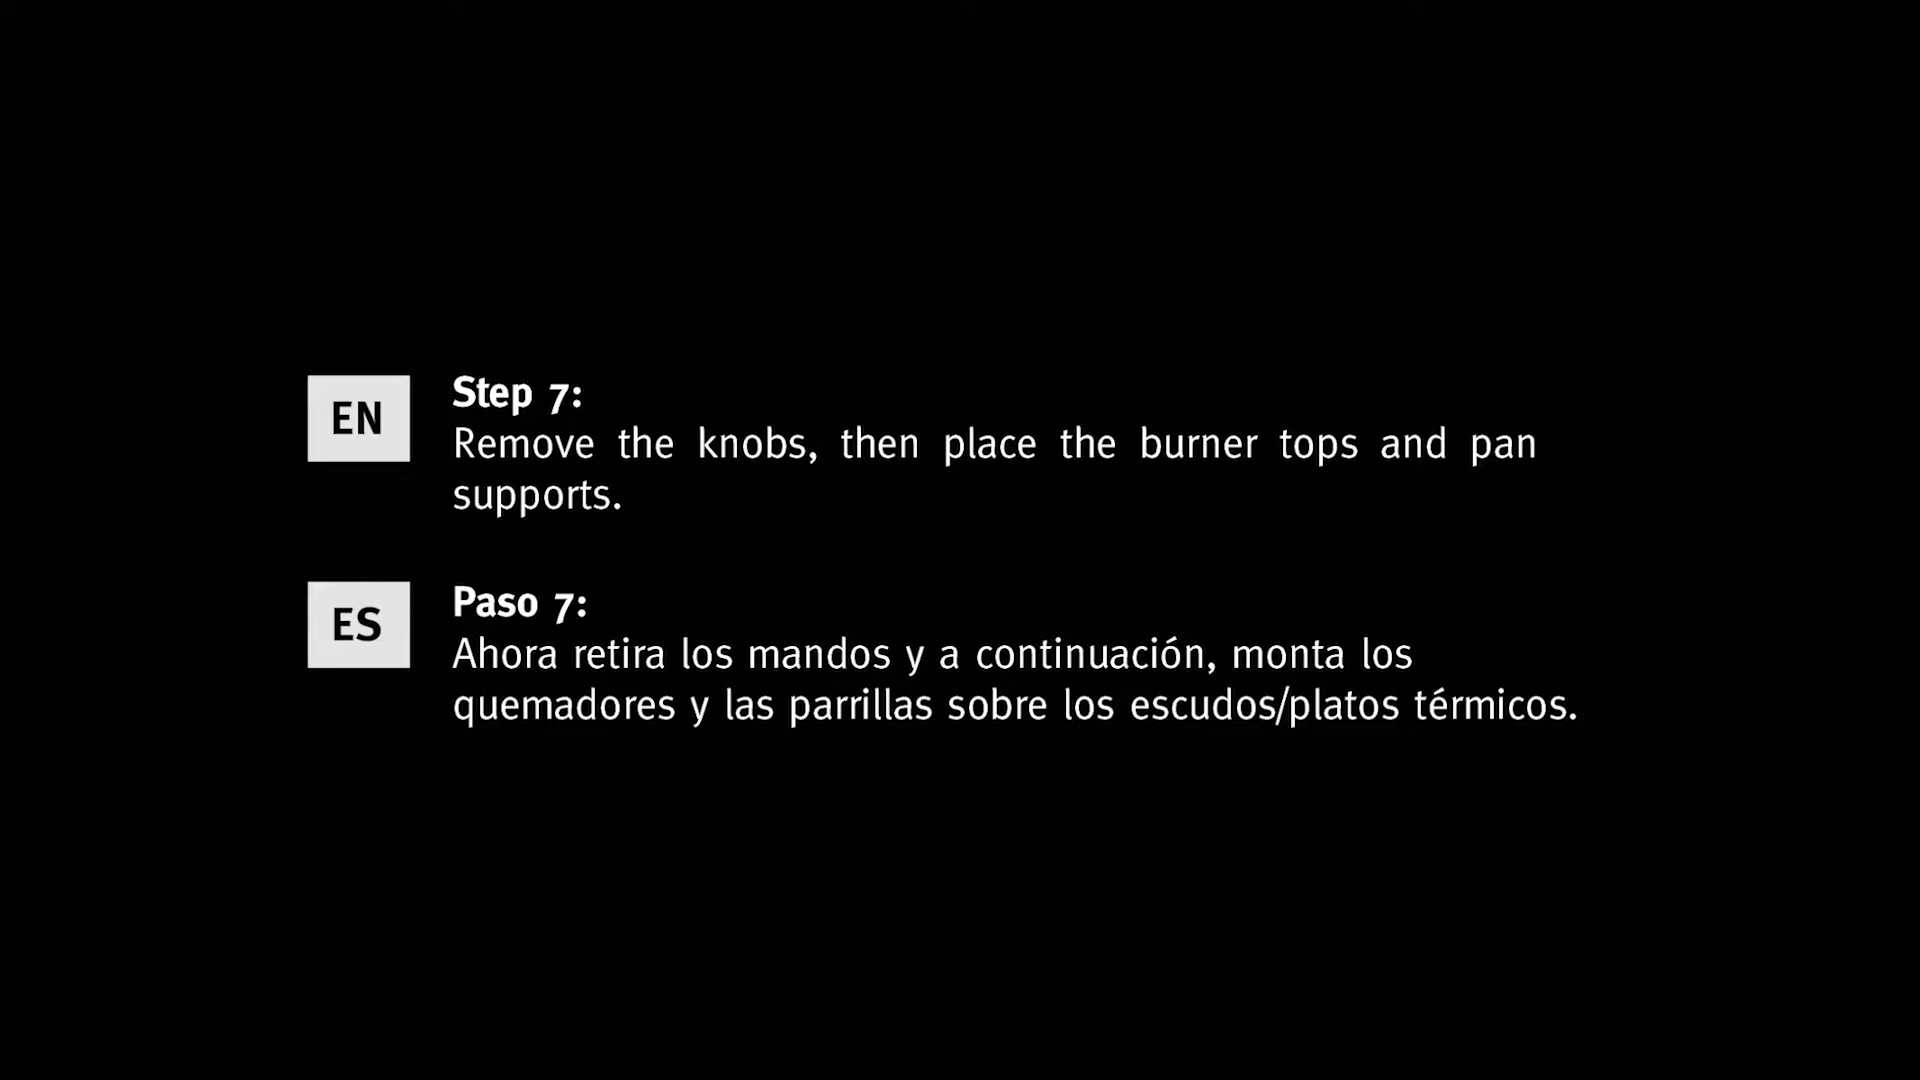 EN
Step 7:
Remove the knobs, then place the burner tops and pan
supports.
ES
Paso 7:
Ahora retira los mandos y a continuación, monta los
quemadores y las parrillas sobre los escudos/platos térmicos.